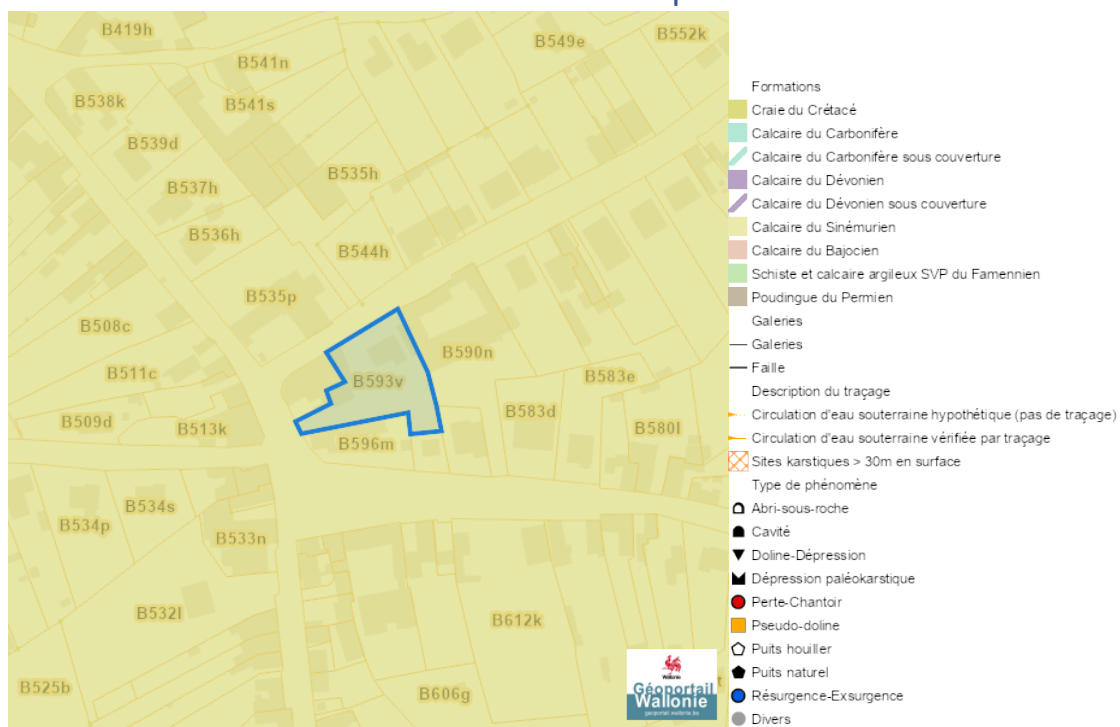 B419h
B549e
B552k
B541n
B538k
B541s
B539d
B535h
B537h
B536h
B544h
B535p
B508c
B590n
B511c
B593v
B583e
B509d
B513k
B583d
B580l
B596m
B534s
B534p
B533n
B532l
B612k
B525b
B606g
Wallonie
Géoportail
Wallonie
geoportail.wallonie.be
Formations
Craie du Crétacé
Calcaire du Carbonifère
Calcaire du Carbonifère sous couverture
Calcaire du Dévonien
Calcaire du Dévonien sous couverture
Calcaire du Sinémurien
Calcaire du Bajocien
Schiste et calcaire argileux SVP du Famennien
Poudingue du Permien
Galeries
Galeries
Faille
Description du traçage
Circulation d'eau souterraine hypothétique (pas de traçage)
Circulation d'eau souterraine vérifiée par traçage
Sites karstiques > 30m en surface
Type de phénomène
Abri-sous-roche
Cavité
Doline-Dépression
Dépression paléokarstique
Perte-Chantoir
Pseudo-doline
Puits houiller
Puits naturel
Résurgence-Exsurgence
Divers